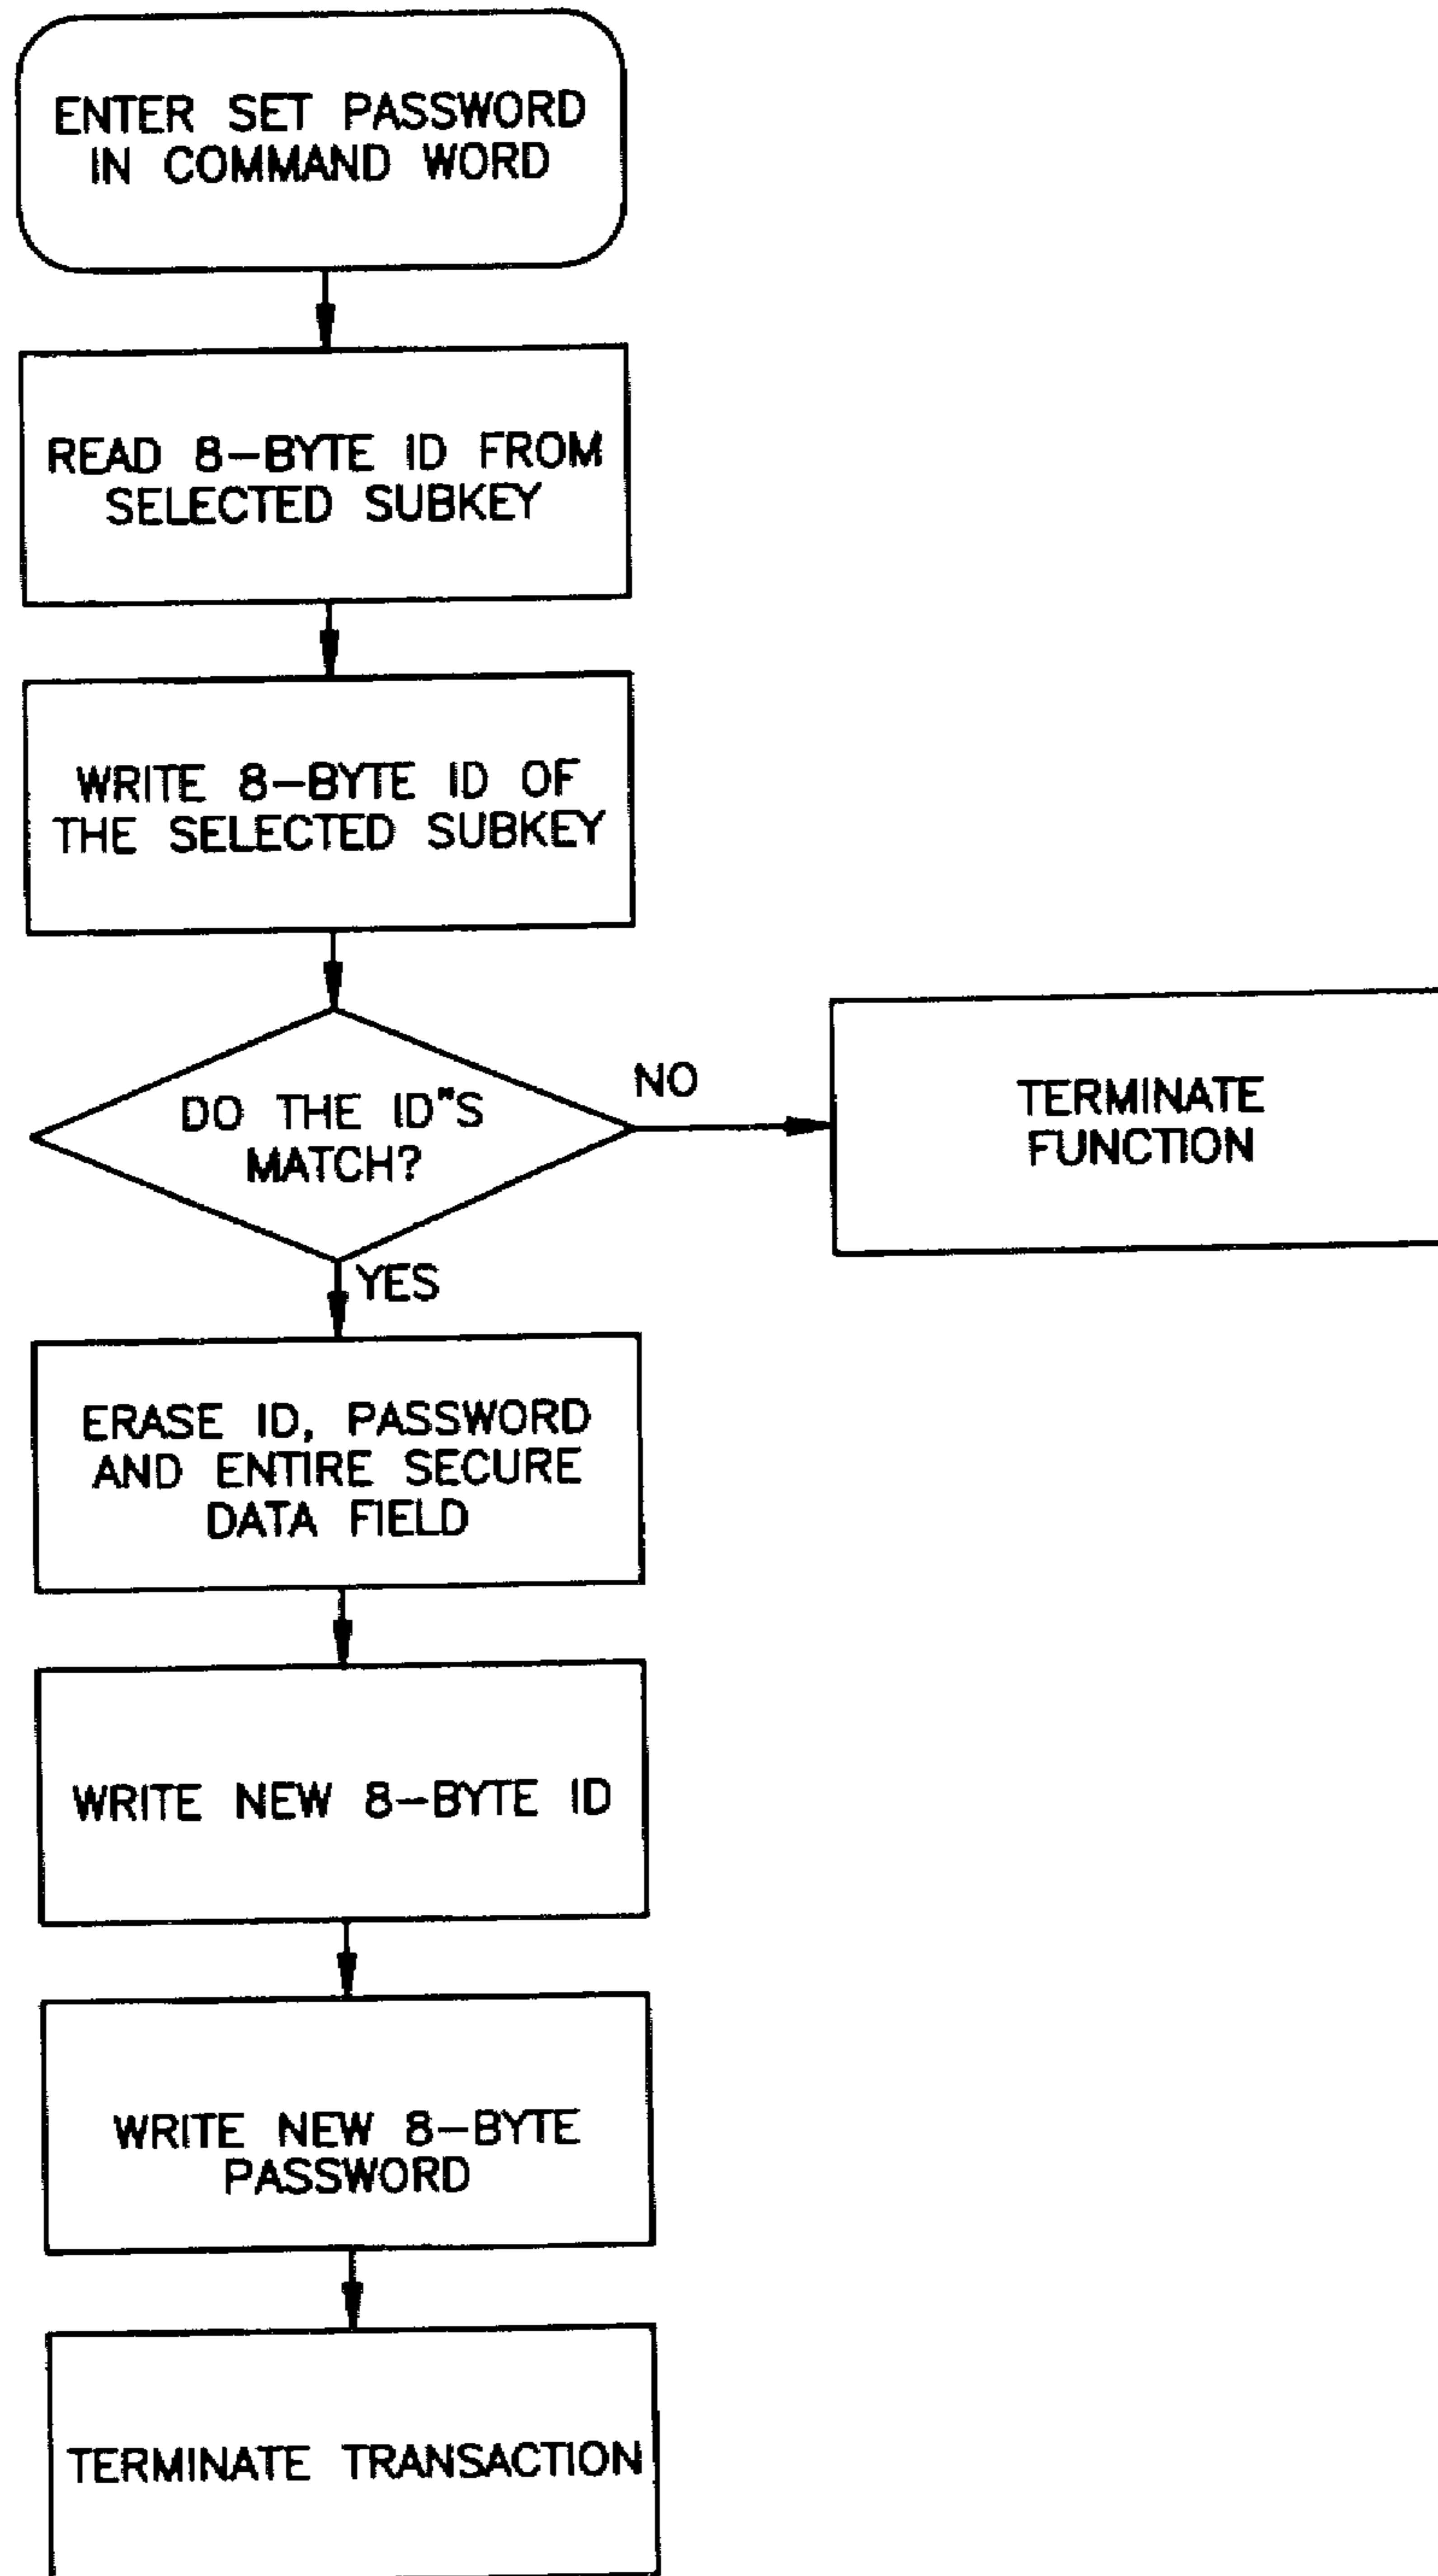 ENTER SET PASSWORD
IN COMMAND WORD
READ 8-BYTE ID FROM
SELECTED SUBKEY
WRITE 8-BYTE ID OF
THE SELECTED SUBKEY
DO THE ID"S
MATCH?
NO
TERMINATE
FUNCTION
YES
ERASE ID, PASSWORD
AND ENTIRE SECURE
DATA FIELD
WRITE NEW 8-BYTE ID
WRITE NEW 8-BYTE
PASSWORD
TERMINATE TRANSACTION